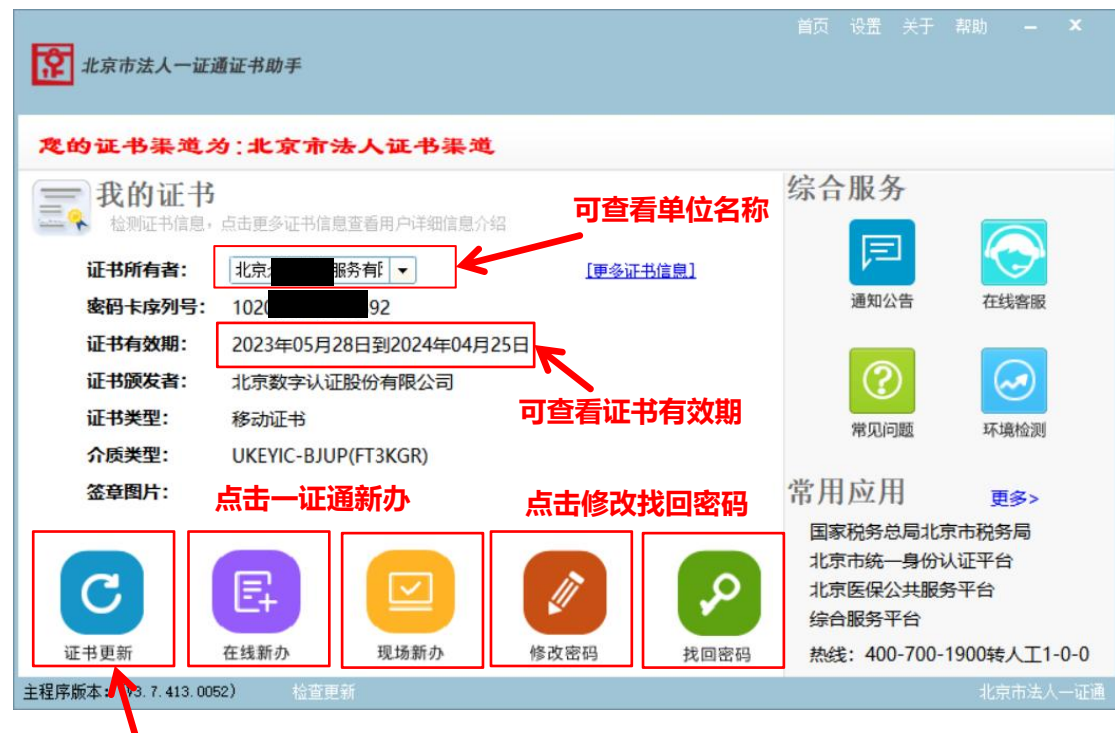 首页 设置 关于 帮助
北京市法人一证通证书助手
您的证书渠道为:北京市法人证书渠道
我的证书
检测证书信息，点击更多证书信息查看用户详细信息介绍
可查看单位名称
证书所有者： 北京 服务有 [更多证书信息]
密码卡序列号： 102 92
证书有效期： 2023年05月28日到2024年04月25日
证书颁发者： 北京数字认证股份有限公司
可查看证书有效期
证书类型： 移动证书
介质类型： UKEYIC-BJUP(FT3KGR)
签章图片：
点击一证通新办 点击修改找回密码
证书更新 在线新办 现场新办 修改密码 找回密码
综合服务
通知公告 在线客服
常见问题 环境检测
常用应用 更多>
国家税务总局北京市税务局
北京市统一身份认证平台
北京医保公共服务平台
综合服务平台
热线：400-700-1900转人工1-0-0
主程序版本： V3.7.413.0052) 检查更新 北京市法人一证通